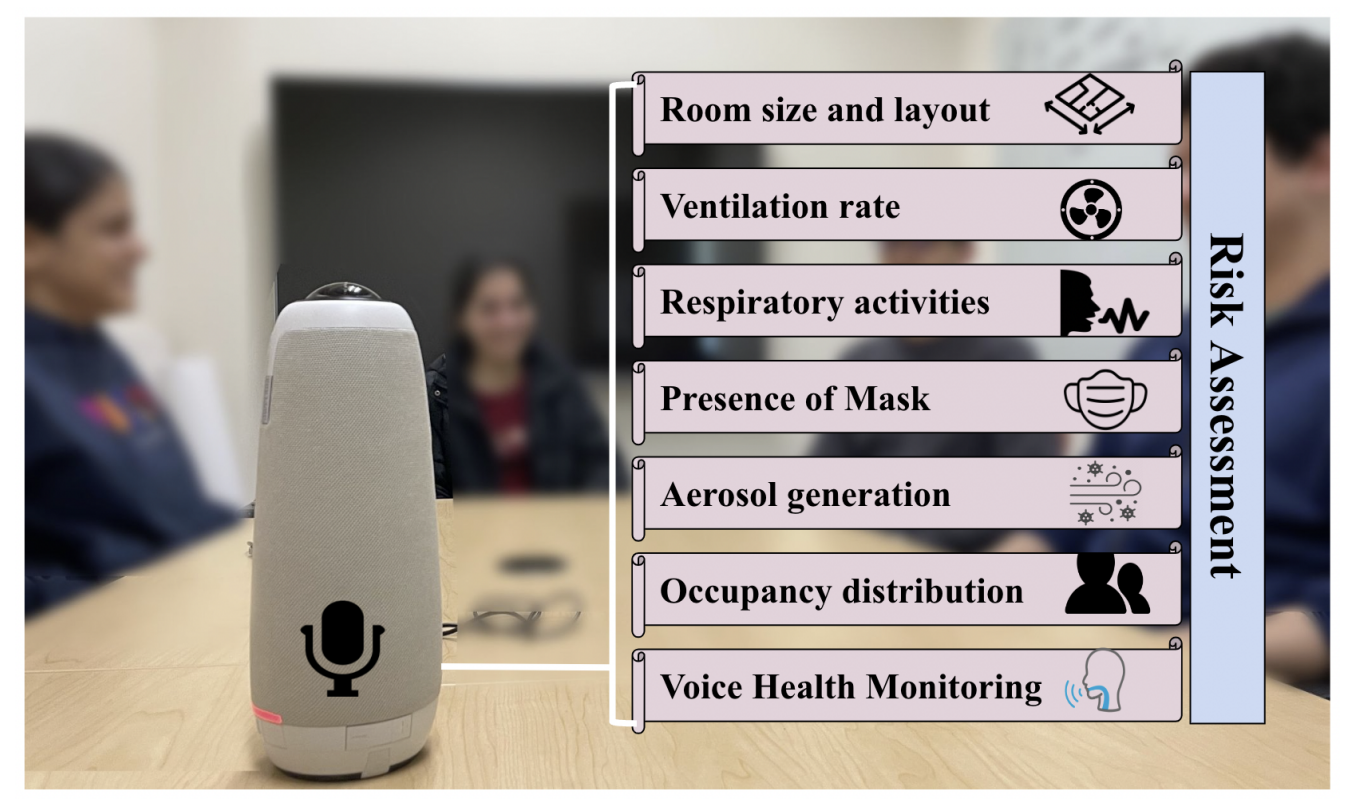 Room size and layout
Ventilation rate
Respiratory activities
Presence of Mask
Aerosol generation
Occupancy distribution
Voice Health Monitoring
Risk Assessment